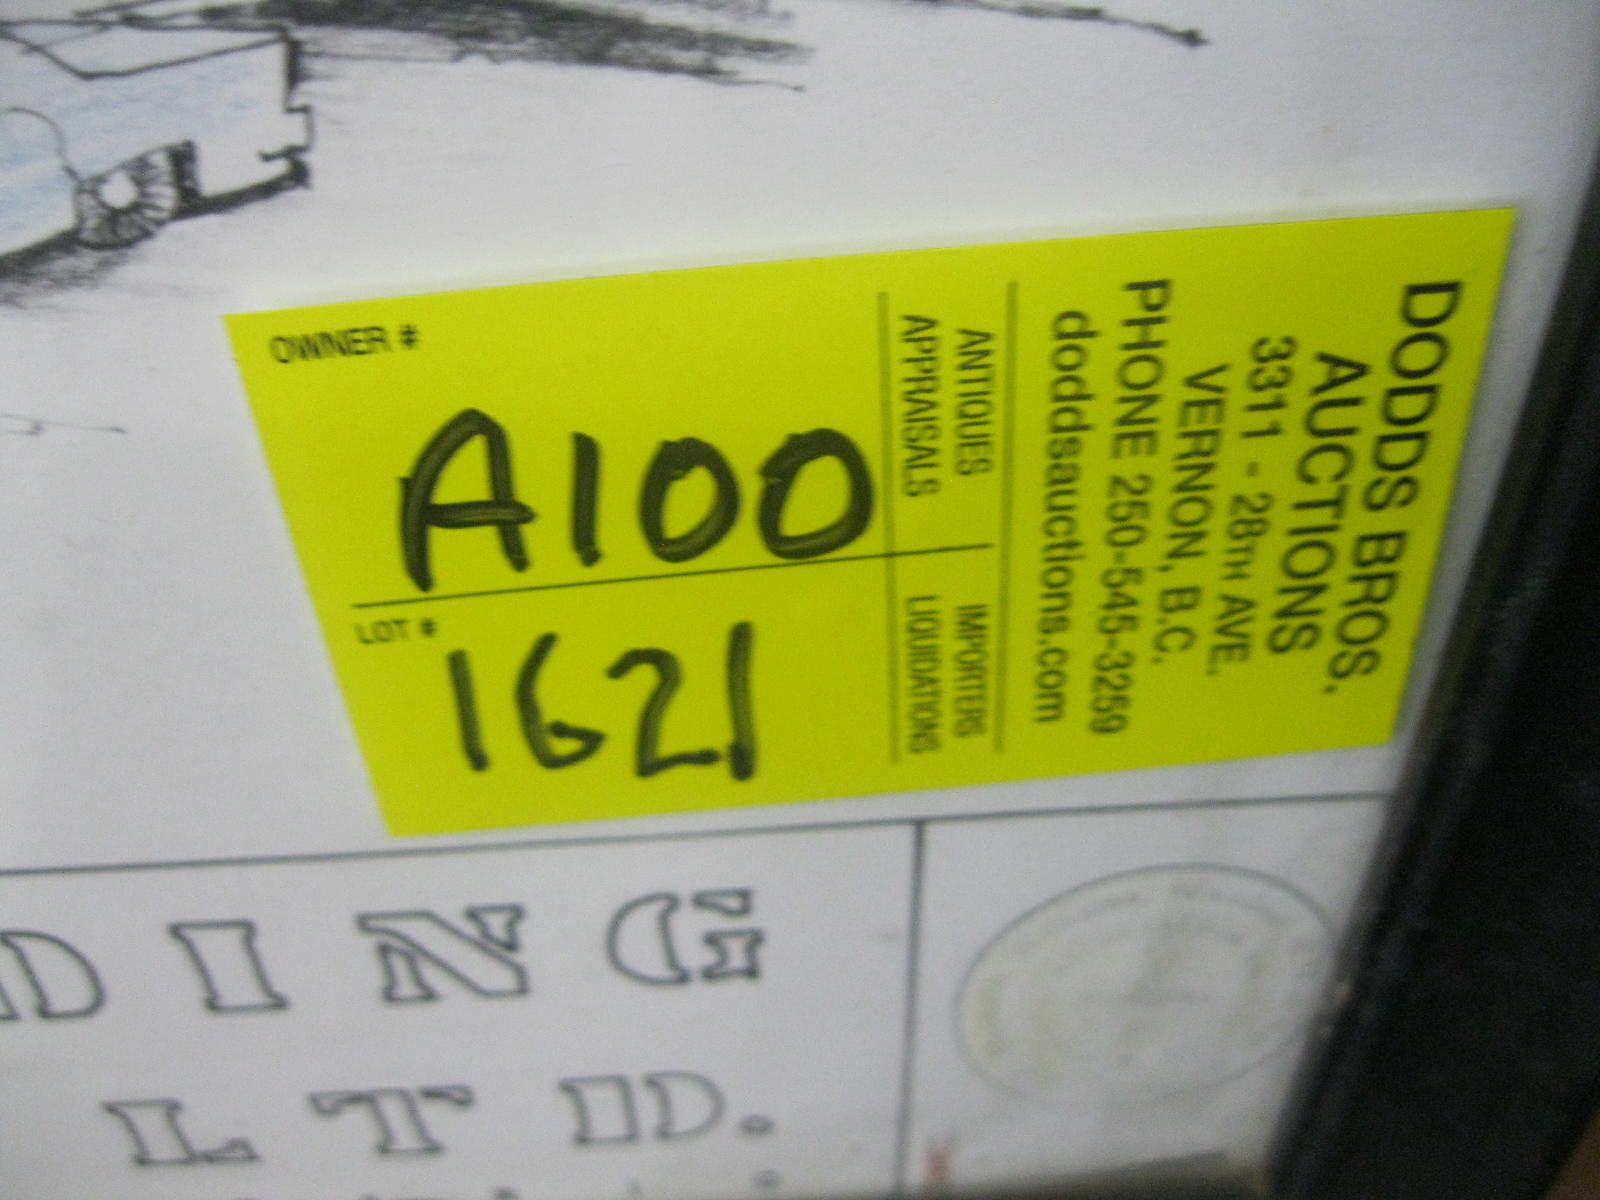 DODDS BROS.
AUCTIONS
3311 - 28TH AVE.
VERNON, B.C.
PHONE 250-545-3259
doddsauctions.com
ANTIQUES IMPORTERS
APPRAISALS LIQUIDATIONS
OWNER #
A100
LOT #
1621
DING
LTD.